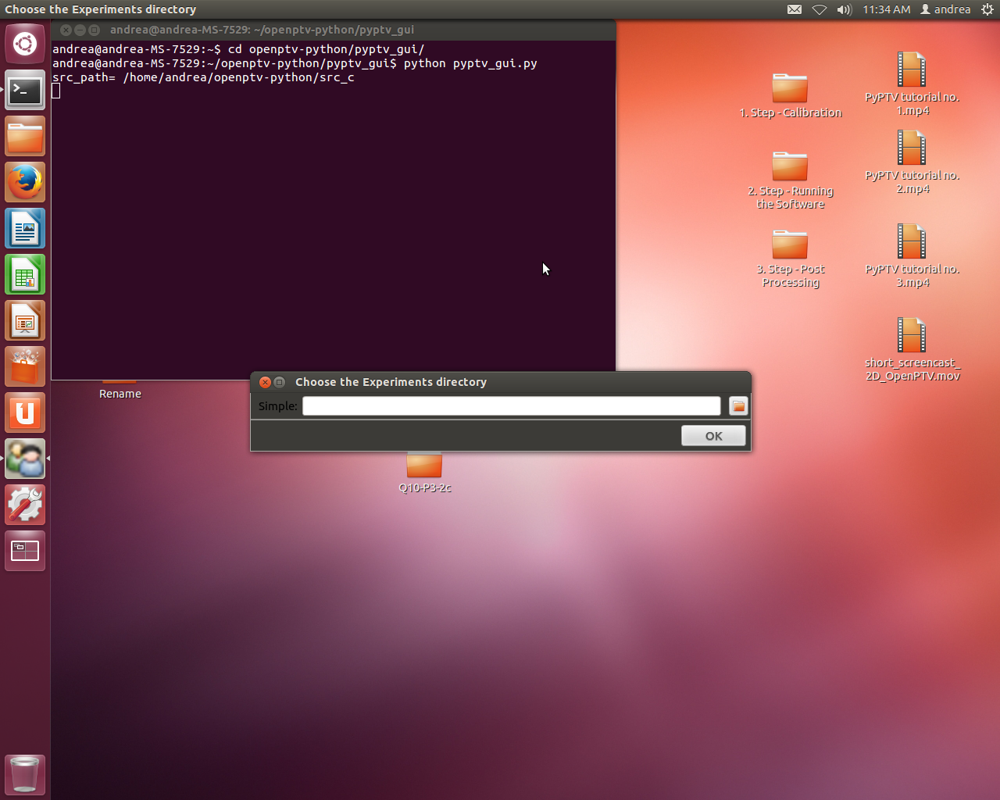 Choose the Experiments directory
11:34 AM
andrea
andrea@andrea-MS-7529: ~/openptv-python/pyptv_gui
andrea@andrea-MS-7529:~$ cd openptv-python/pyptv_gui/
andrea@andrea-MS-7529:~/openptv-python/pyptv_gui$ python pyptv_gui.py
src_path= /home/andrea/openptv-python/src_c
1. Step - Calibration
PyPTV tutorial no.
1.mp4
2. Step - Running
the Software
PyPTV tutorial no.
2.mp4
3. Step - Post
Processing
PyPTV tutorial no.
3.mp4
short_screencast_
2D_OpenPTV.mov
Rename
Choose the Experiments directory
Simple:
OK
Q10-P3-2c